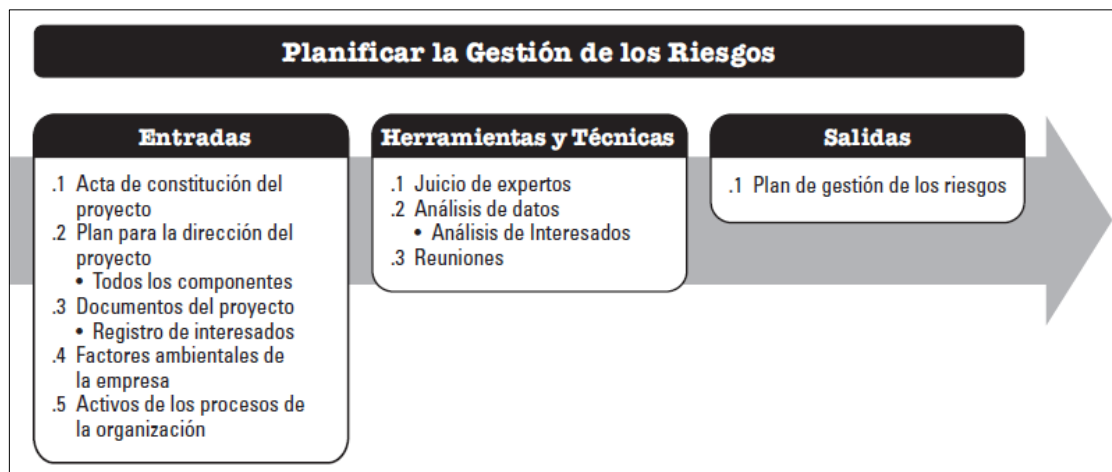 Planificar la Gestión de los Riesgos
Entradas
.1 Acta de constitución del
proyecto
.2 Plan para la dirección del
proyecto
• Todos los componentes
.3 Documentos del proyecto
• Registro de interesados
.4 Factores ambientales de
la empresa
.5 Activos de los procesos de
la organización
Herramientas y Técnicas
.1 Juicio de expertos
.2 Análisis de datos
• Análisis de Interesados
.3 Reuniones
Salidas
.1 Plan de gestión de los riesgos